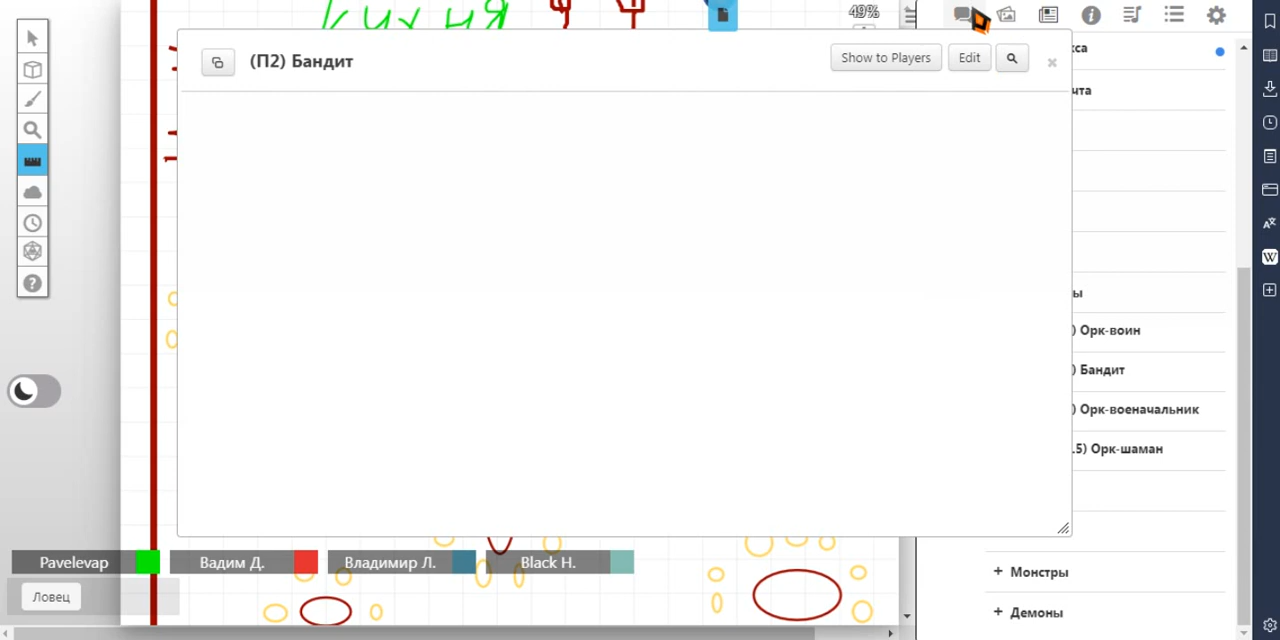 кухня
49%
(П2) Бандит
Show to Players
Edit
×
кса
чта
ы
) Орк-воин
) Бандит
) Орк-военачальник
.5) Орк-шаман
+ Монстры
+ Демоны
Pavelevap
Вадим Д.
Владимир Л.
Black H.
Ловец
W